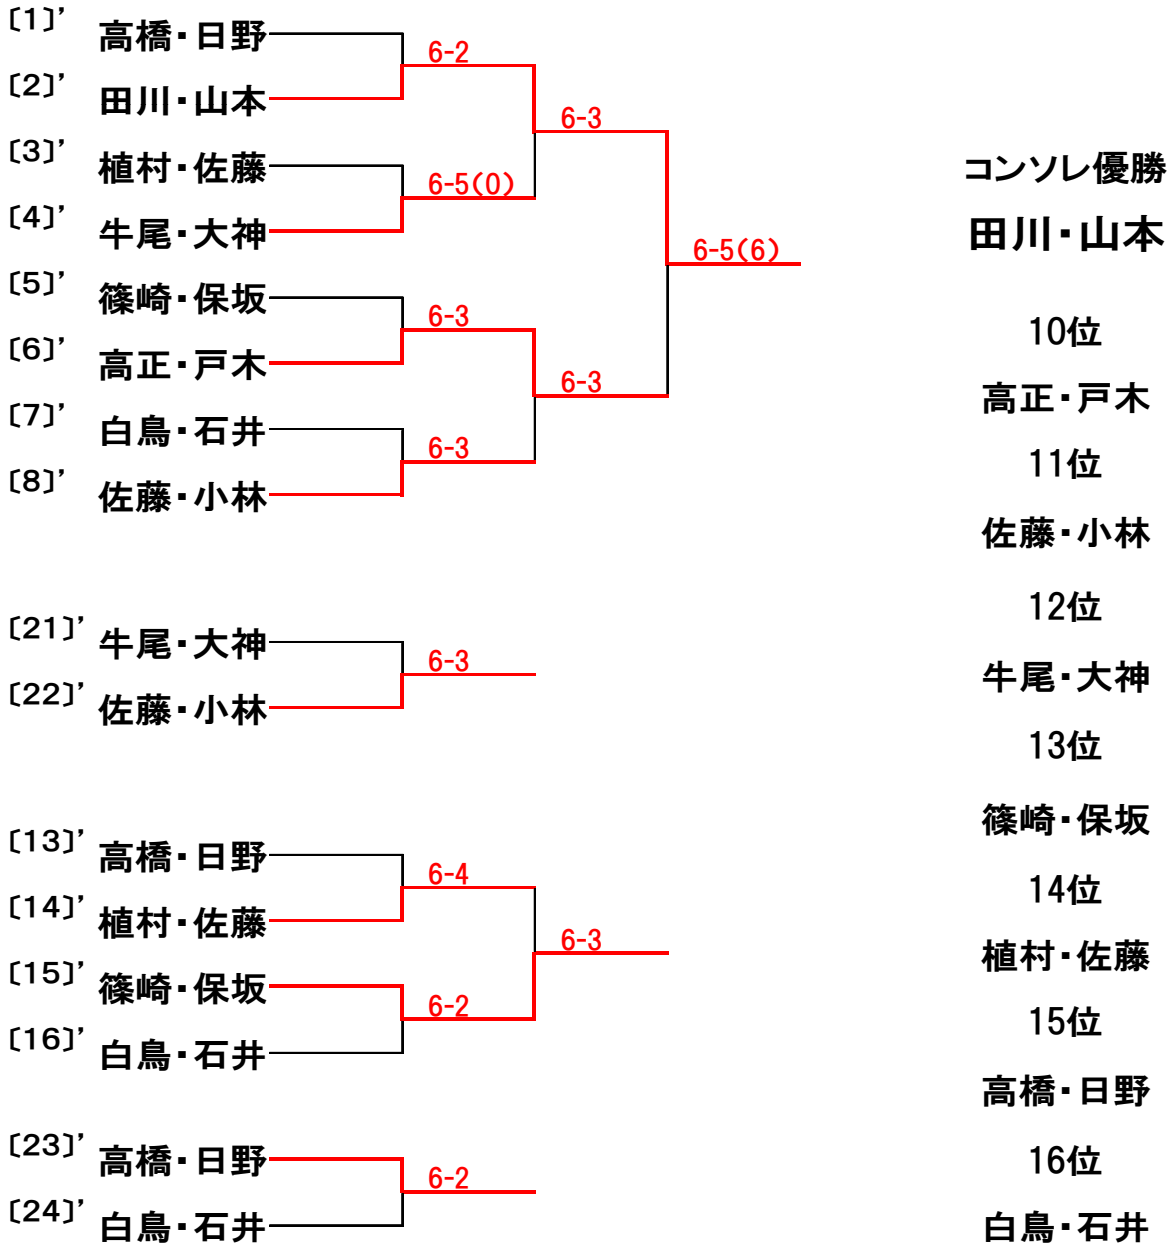 〔1〕’ 高橋・日野
6-2
〔2〕’ 田川・山本
6-3
〔3〕’ 植村・佐藤
6-5(0)
〔4〕’ 牛尾・大神
6-5(6)
〔5〕’ 篠崎・保坂
6-3
〔6〕’ 高正・戸木
6-3
〔7〕’ 白鳥・石井
6-3
〔8〕’ 佐藤・小林
〔21〕’ 牛尾・大神
6-3
〔22〕’ 佐藤・小林
〔13〕’ 高橋・日野
6-4
〔14〕’ 植村・佐藤
6-3
〔15〕’ 篠崎・保坂
6-2
〔16〕’ 白鳥・石井
〔23〕’ 高橋・日野
6-2
〔24〕’ 白鳥・石井
コンソレ優勝
田川・山本
10位
高正・戸木
11位
佐藤・小林
12位
牛尾・大神
13位
篠崎・保坂
14位
植村・佐藤
15位
高橋・日野
16位
白鳥・石井